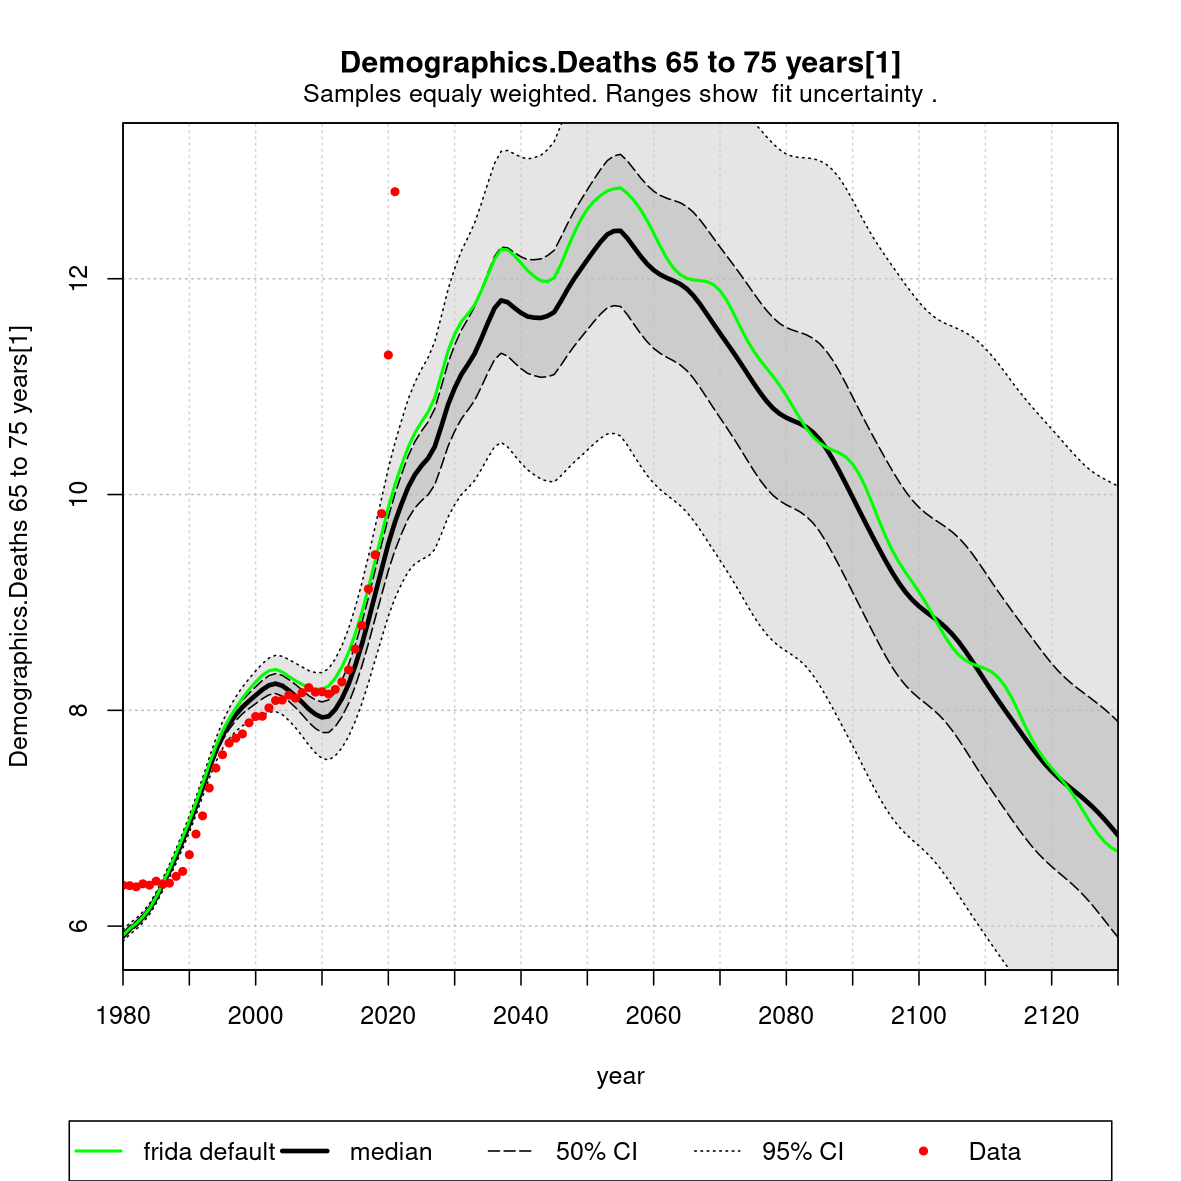 Demographics.Deaths 65 to 75 years[1]
Samples equaly weighted. Ranges show  fit uncertainty .
Demographics.Deaths 65 to 75 years[1]
12
10
8
6
1980 2000 2020 2040 2060 2080 2100 2120
year
frida default median 50% CI 95% CI Data